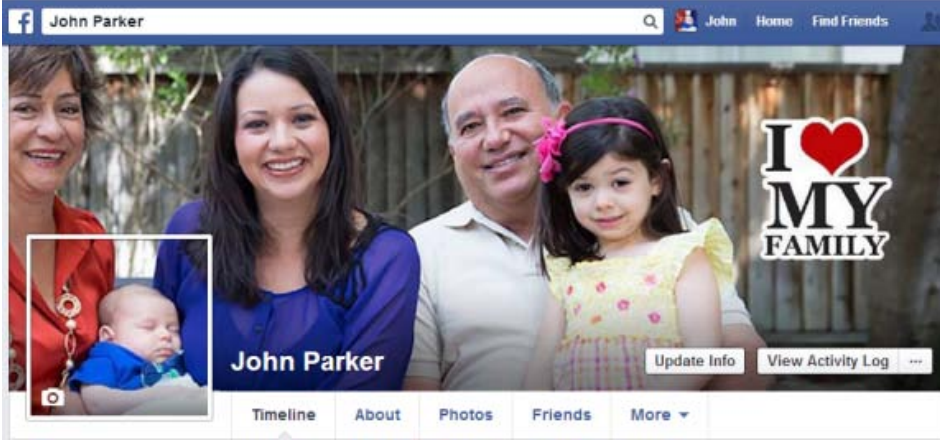 f John Parker John Home Find Friends
I
MY
FAMILY
John Parker
Update Info View Activity Log ...
Timeline About Photos Friends More